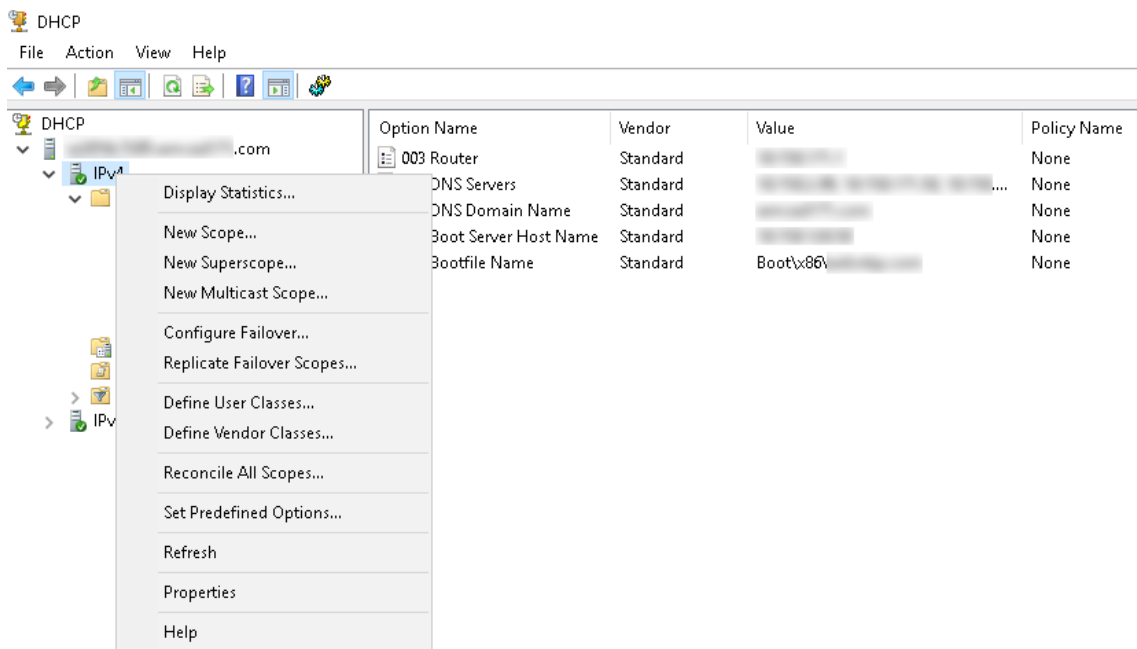 DHCP
File Action View Help
DHCP
.com
IPv4
IPv
Display Statistics...
New Scope...
New Superscope...
New Multicast Scope...
Configure Failover...
Replicate Failover Scopes...
Define User Classes...
Define Vendor Classes...
Reconcile All Scopes...
Set Predefined Options...
Refresh
Properties
Help
Option Name Vendor Value Policy Name
003 Router Standard None
DNS Servers Standard ... None
DNS Domain Name Standard None
Boot Server Host Name Standard None
Bootfile Name Standard Boot\x86\ None